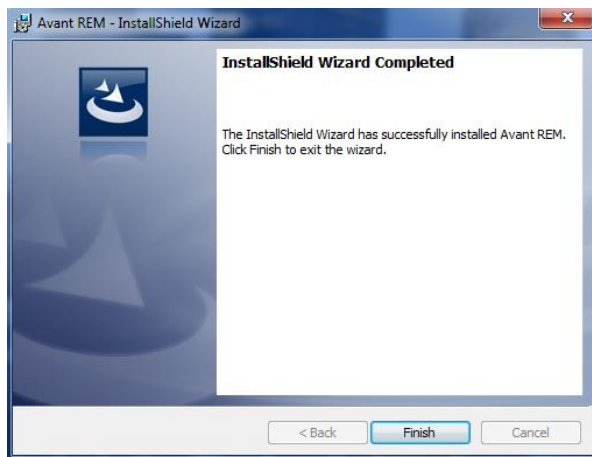 Avant REM - InstallShield Wizard
InstallShield Wizard Completed
The InstallShield Wizard has successfully installed Avant REM.
Click Finish to exit the wizard.
< Back
Finish
Cancel